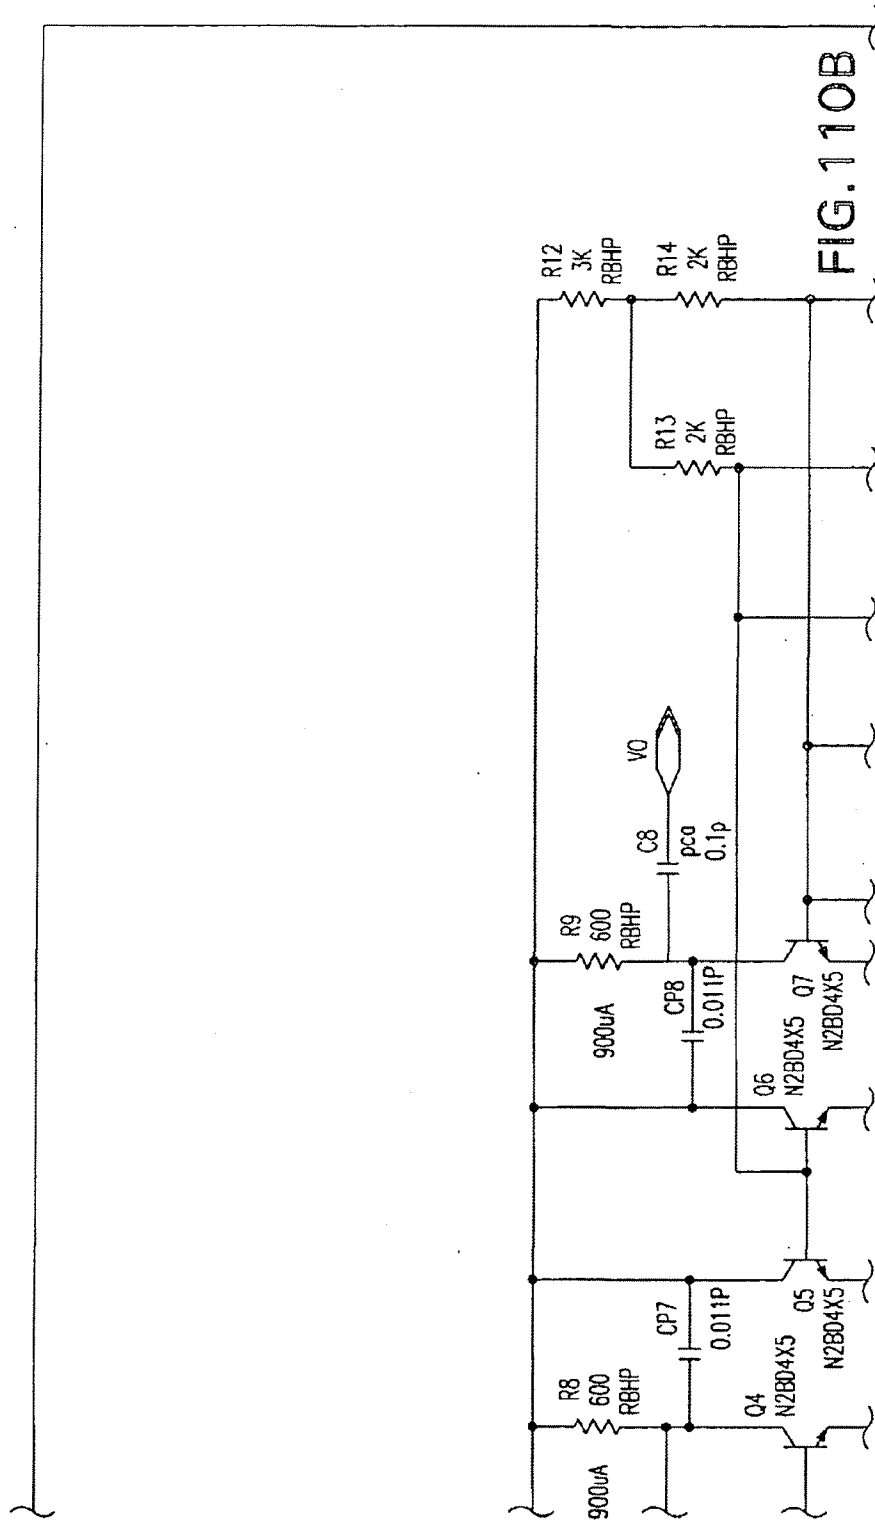 FIG.110B
R12
3K
RBHP
R14
2K
RBHP
R13
2K
RBHP
VO
C8
pca
0.1p
R9
600
RBHP
900uA
CP8
0.011P
Q7
N2BD4X5
Q6
N2BD4X5
CP7
0.011P
Q5
N2BD4X5
R8
600
RBHP
900uA
Q4
N2BD4X5